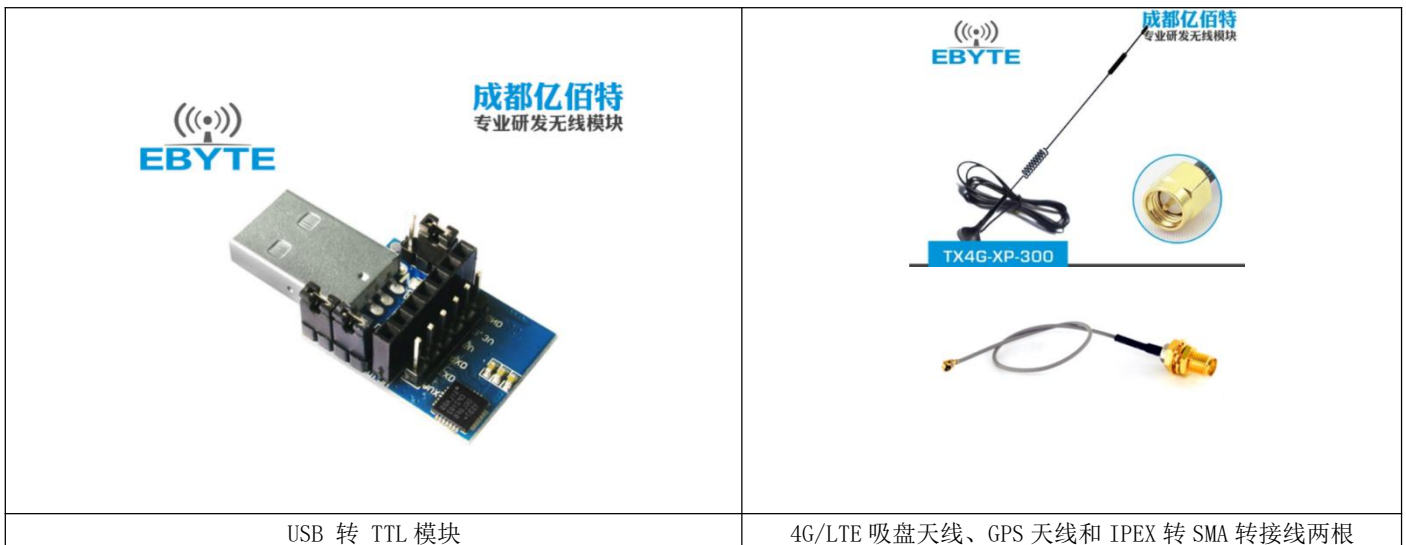 EBYTE
成都亿佰特
专业研发无线模块
EBYTE
成都亿佰特
专业研发无线模块
TX4G-XP-300
USB 转 TTL 模块
4G/LTE 吸盘天线、GPS 天线和 IPEX 转 SMA 转接线两根